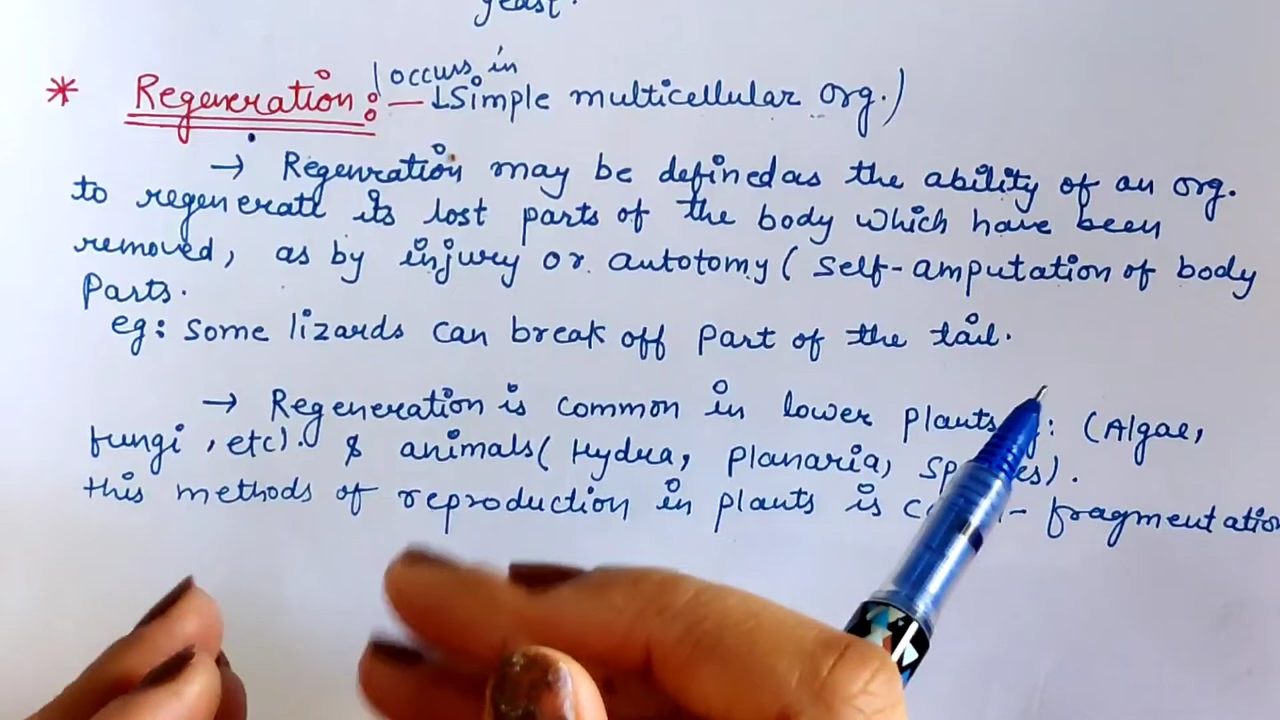 yeast.
occurs in
* Regeneration :— ↓Simple multicellular org.)
→ Regenration may be defined as the ability of an org.
to regenerate its lost parts of the body which have been
removed, as by injury or autotomy ( Self-amputation of body
Parts.
eg: Some lizards can break off Part of the tail.
→ Regeneration is common in lower plants : (Algae,
fungi, etc). & animals( Hydra, Planaria,
this methods of reproduction in plants is - fragmentation